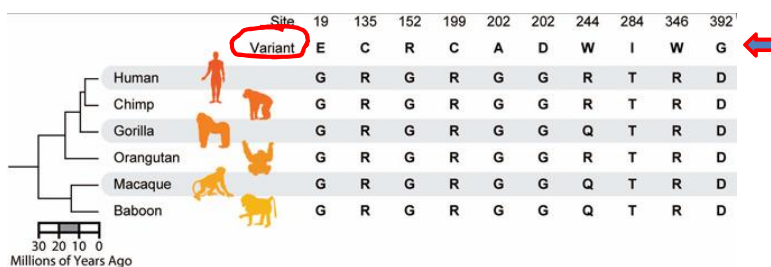 Site 19 135 152 199 202 202 244 284 346 392
Variant E C R C A D W I W G
Human G R G R G G R T R D
Chimp G R G R G G R T R D
Gorilla G R G R G G Q T R D
Orangutan G R G R G G R T R D
Macaque G R G R G G Q T R D
Baboon G R G R G G Q T R D
30 20 10 0
Millions of Years Ago